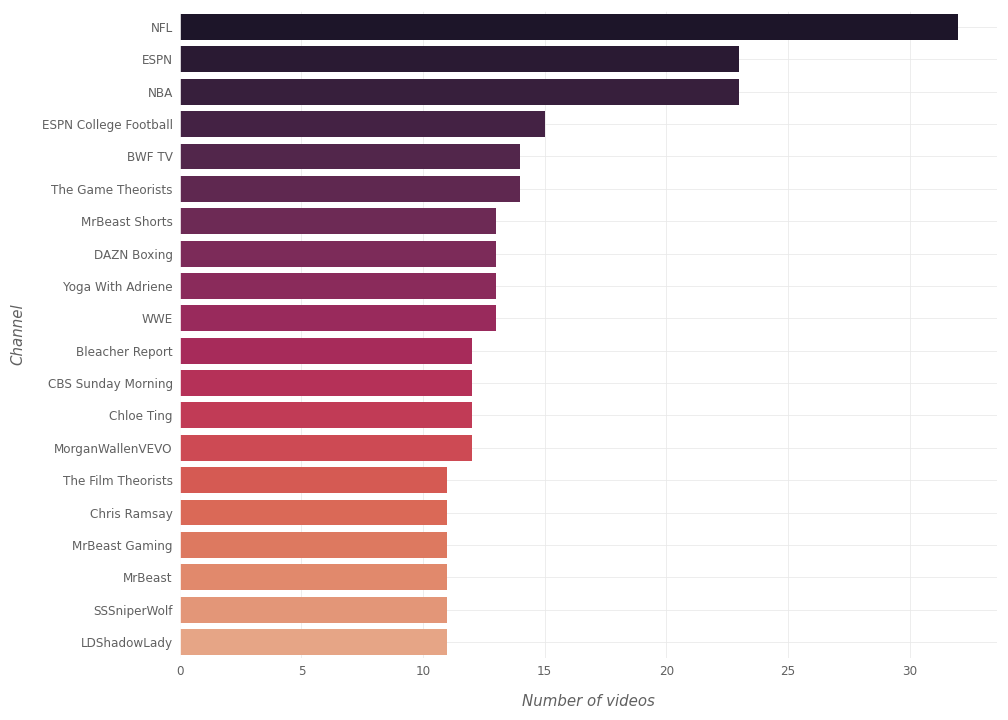 NFL
ESPN
NBA
ESPN College Football
BWF TV
The Game Theorists
MrBeast Shorts
DAZN Boxing
Yoga With Adriene
WWE
Bleacher Report
CBS Sunday Morning
Chloe Ting
MorganWallenVEVO
The Film Theorists
Chris Ramsay
MrBeast Gaming
MrBeast
SSSniperWolf
LDShadowLady
Channel
0 5 10 15 20 25 30
Number of videos